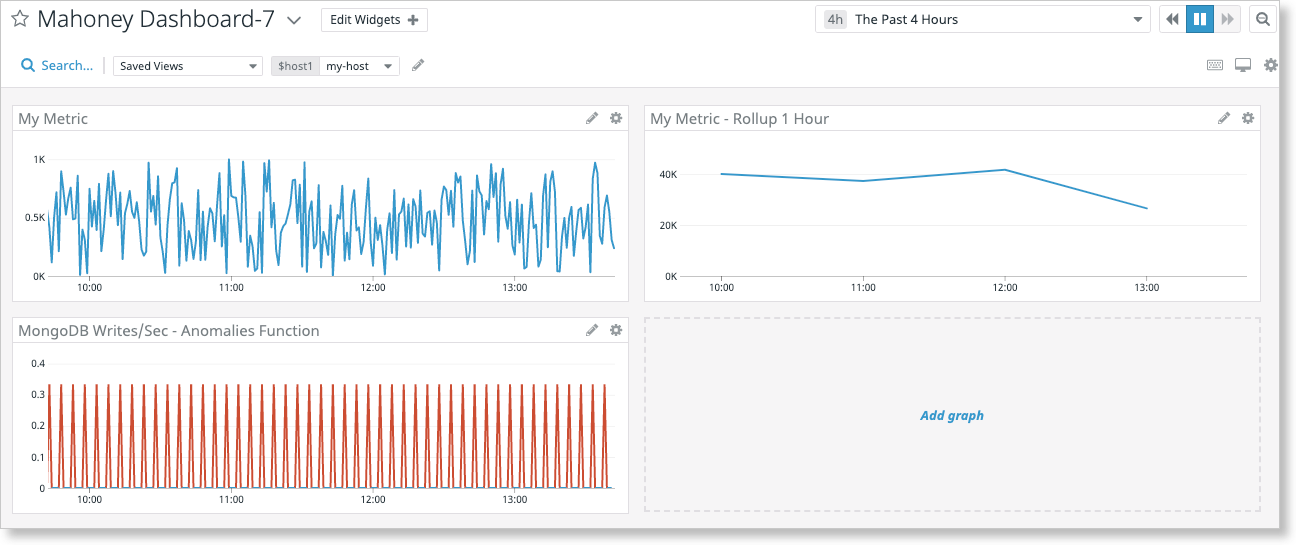 Mahoney Dashboard-7 Edit Widgets 4h The Past 4 Hours
Search... Saved Views $host1 my-host
My Metric
1K
0.5K
0K
10:00 11:00 12:00 13:00
My Metric - Rollup 1 Hour
40K
20K
0K
10:00 11:00 12:00 13:00
MongoDB Writes/Sec - Anomalies Function
0.4
0.3
0.2
0.1
0
10:00 11:00 12:00 13:00
Add graph